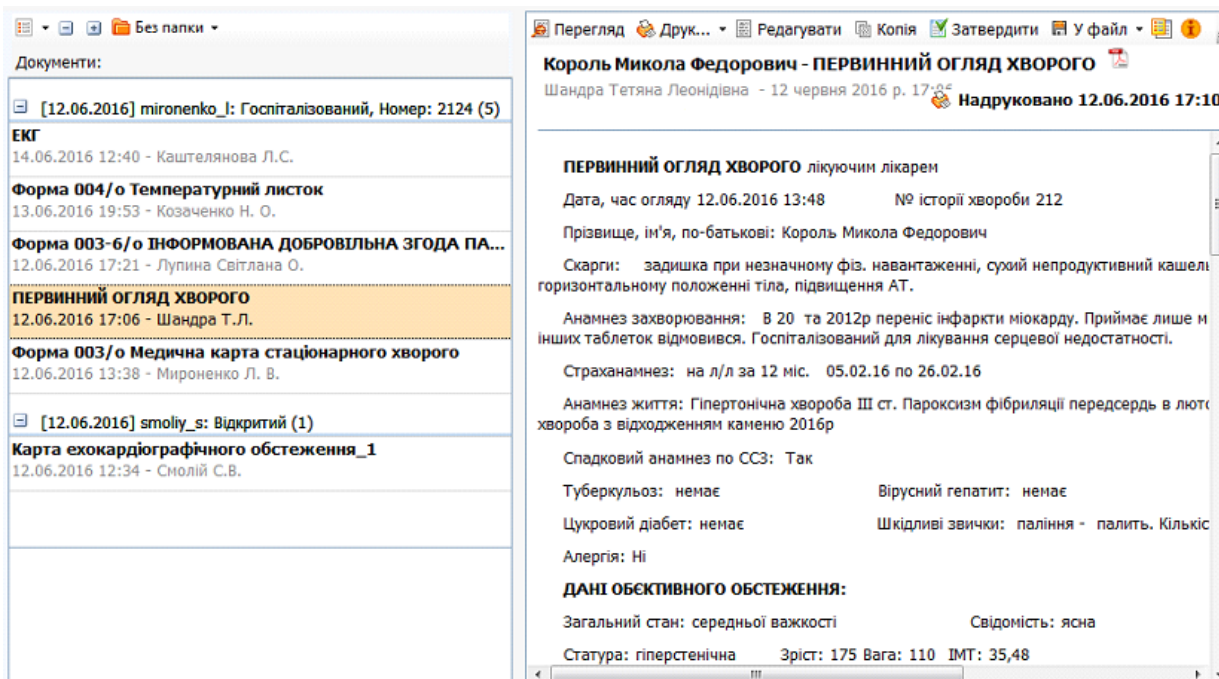 Без папки
Документи:
[12.06.2016] mironenko_l: Госпіталізований, Номер: 2124 (5)
ЕКГ
14.06.2016 12:40 - Каштелянова Л.С.
Форма 004/о Температурний листок
13.06.2016 19:53 - Козаченко Н. О.
Форма 003-6/о ІНФОРМОВАНА ДОБРОВІЛЬНА ЗГОДА ПА...
12.06.2016 17:21 - Лупина Світлана О.
ПЕРВИННИЙ ОГЛЯД ХВОРОГО
12.06.2016 17:06 - Шандра Т.Л.
Форма 003/о Медична карта стаціонарного хворого
12.06.2016 13:38 - Мироненко Л. В.
[12.06.2016] smoliy_s: Відкритий (1)
Карта ехокардіографічного обстеження_1
12.06.2016 12:34 - Смолій С.В.
Перегляд Друк... Редагувати Копія Затвердити У файл
Король Микола Федорович - ПЕРВИННИЙ ОГЛЯД ХВОРОГО
Шандра Тетяна Леонідівна - 12 червня 2016 р. 17:06
Надруковано 12.06.2016 17:10
ПЕРВИННИЙ ОГЛЯД ХВОРОГО лікуючим лікарем
Дата, час огляду 12.06.2016 13:48 № історії хвороби 212
Прізвище, ім'я, по-батькові: Король Микола Федорович
Скарги: задишка при незначному фіз. навантаженні, сухий непродуктивний кашель
горизонтальному положенні тіла, підвищення АТ.
Анамнез захворювання: В 20 та 2012р переніс інфаркти міокарду. Приймає лише м
інших таблеток відмовився. Госпіталізований для лікування серцевої недостатності.
Страханамнез: на л/л за 12 міс. 05.02.16 по 26.02.16
Анамнез життя: Гіпертонічна хвороба ІІІ ст. Пароксизм фібриляції передсердь в люто
хвороба з відходженням каменю 2016р
Спадковий анамнез по ССЗ: Так
Туберкульоз: немає Вірусний гепатит: немає
Цукровий діабет: немає Шкідливі звички: паління - палить. Кількіс
Алергія: Ні
ДАНІ ОБЄКТИВНОГО ОБСТЕЖЕННЯ:
Загальний стан: середньої важкості Свідомість: ясна
Статура: гіперстенічна Зріст: 175 Вага: 110 ІМТ: 35,48